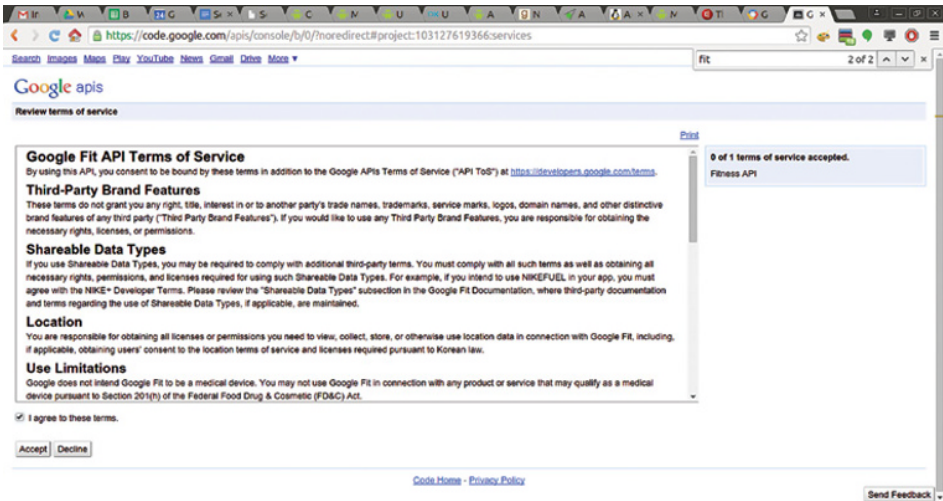 https://code.google.com/apis/console/b/0/?noredirect#project:103127619366:services
Search Images Maps Play YouTube News Gmail Drive More
fit
2 of 2
Google apis
Review terms of service
Print
Google Fit API Terms of Service
By using this API, you consent to be bound by these terms in addition to the Google APIs Terms of Service ("API ToS") at https://developers.google.com/terms.
Third-Party Brand Features
These terms do not grant you any right, title, interest in or to another party's trade names, trademarks, service marks, logos, domain names, and other distinctive
brand features of any third party ("Third Party Brand Features"). If you would like to use any Third Party Brand Features, you are responsible for obtaining the
necessary rights, licenses, or permissions.
Shareable Data Types
If you use Shareable Data Types, you may be required to comply with additional third-party terms. You must comply with all such terms as well as obtaining all
necessary rights, permissions, and licenses required for using such Shareable Data Types. For example, if you intend to use NIKEFUEL in your app, you must
agree with the NIKE+ Developer Terms. Please review the "Shareable Data Types" subsection in the Google Fit Documentation, where third-party documentation
and terms regarding the use of Shareable Data Types, if applicable, are maintained.
Location
You are responsible for obtaining all licenses or permissions you need to view, collect, store, or otherwise use location data in connection with Google Fit, including,
if applicable, obtaining users' consent to the location terms of service and licenses required pursuant to Korean law.
Use Limitations
Google does not intend Google Fit to be a medical device. You may not use Google Fit in connection with any product or service that may qualify as a medical
device pursuant to Section 201(h) of the Federal Food Drug & Cosmetic (FD&C) Act.
0 of 1 terms of service accepted.
Fitness API
I agree to these terms.
Accept Decline
Code Home - Privacy Policy
Send Feedback